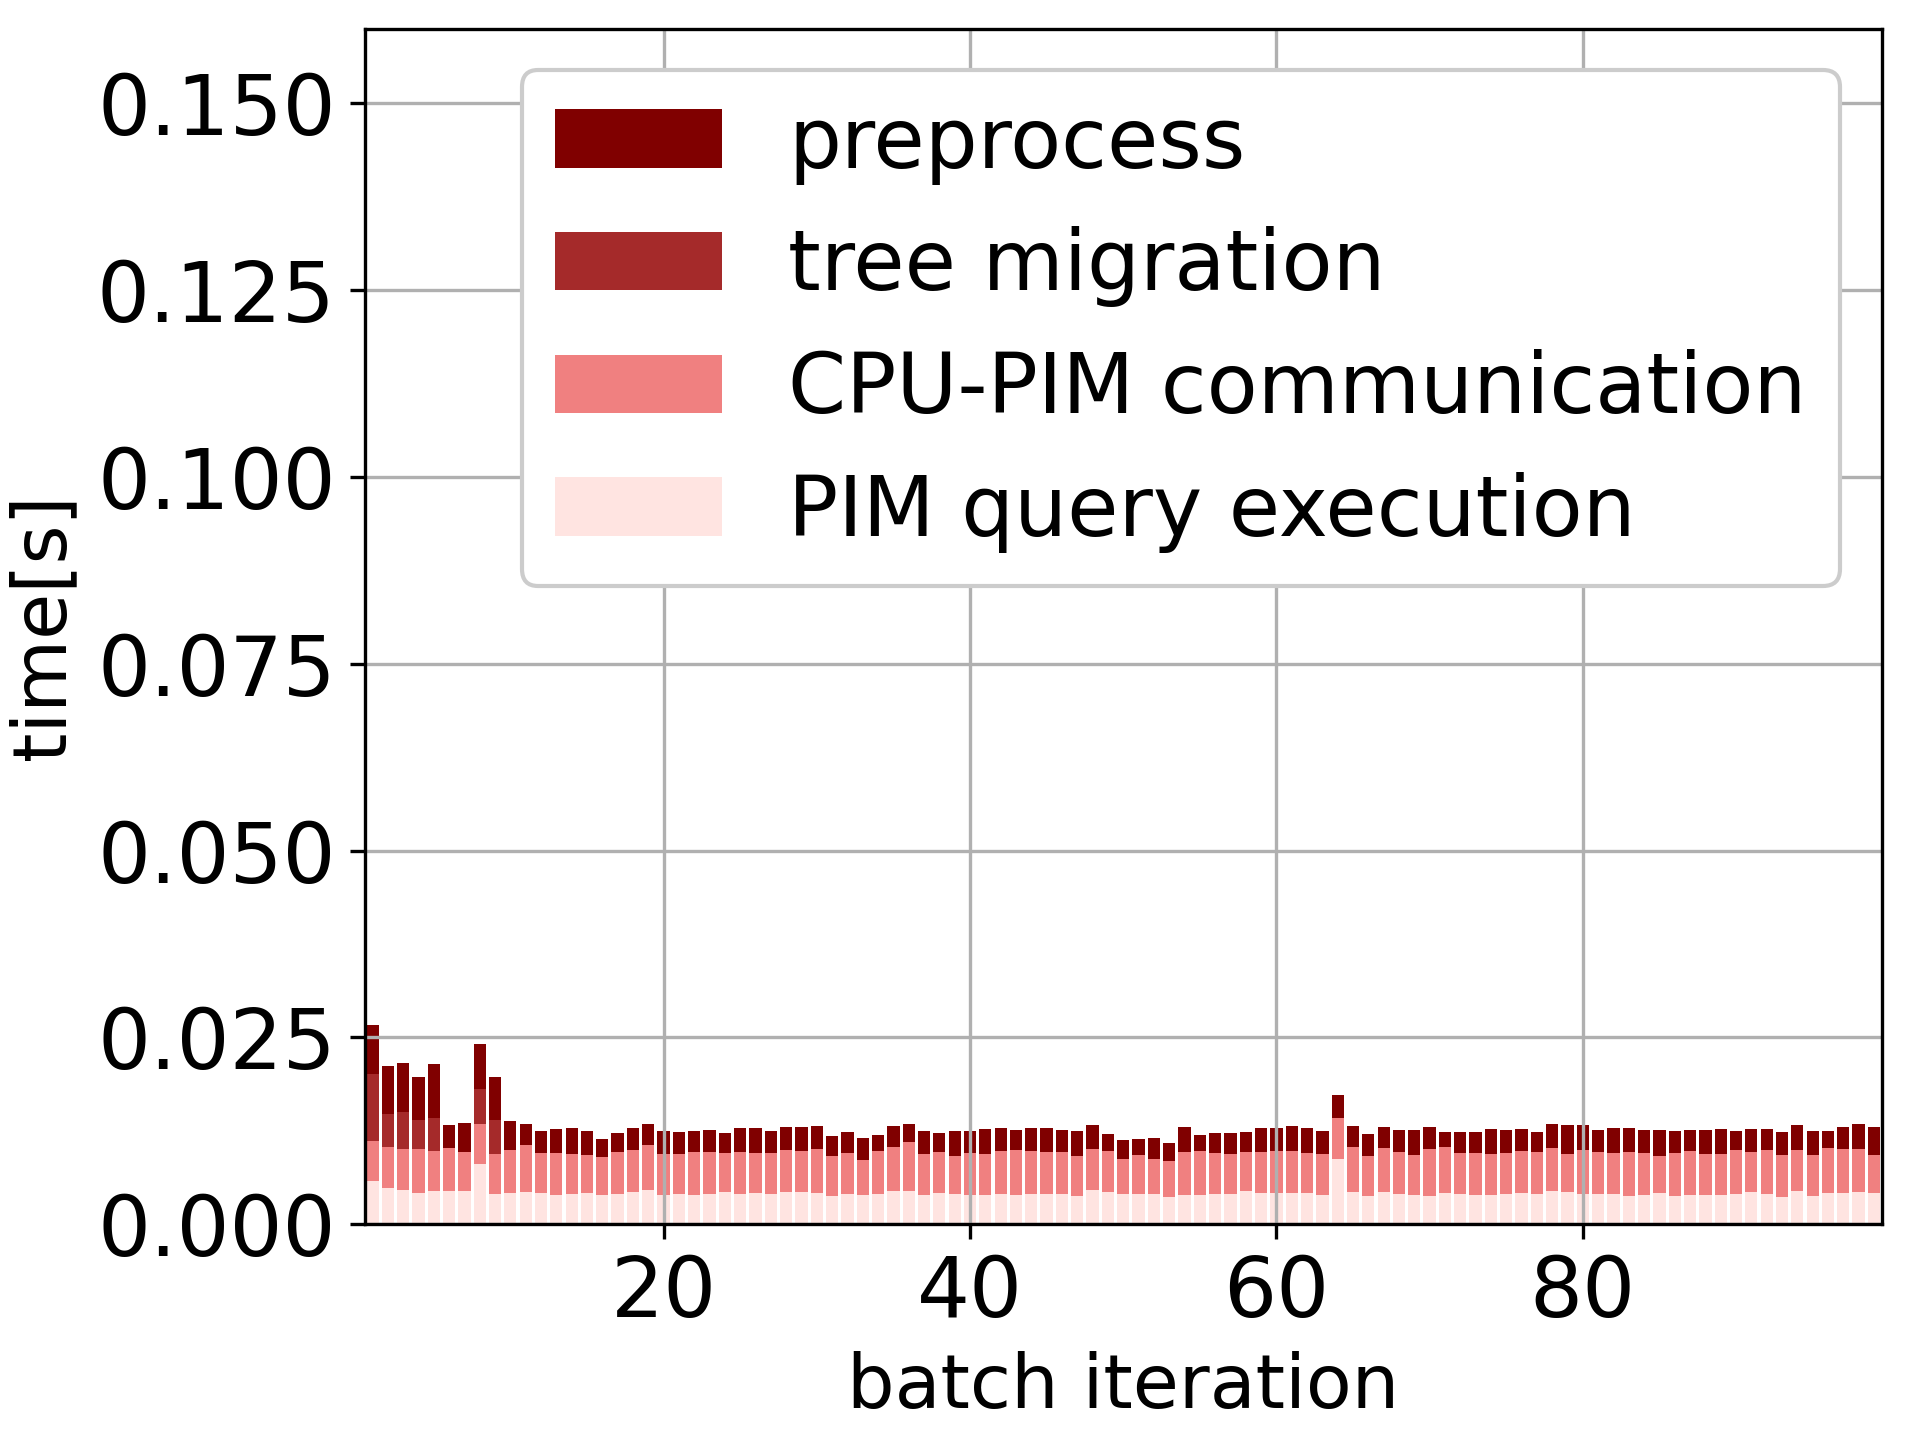 0.150
0.125
0.100
0.075
0.050
0.025
0.000
time[s]
preprocess
tree migration
CPU-PIM communication
PIM query execution
20 40 60 80
batch iteration